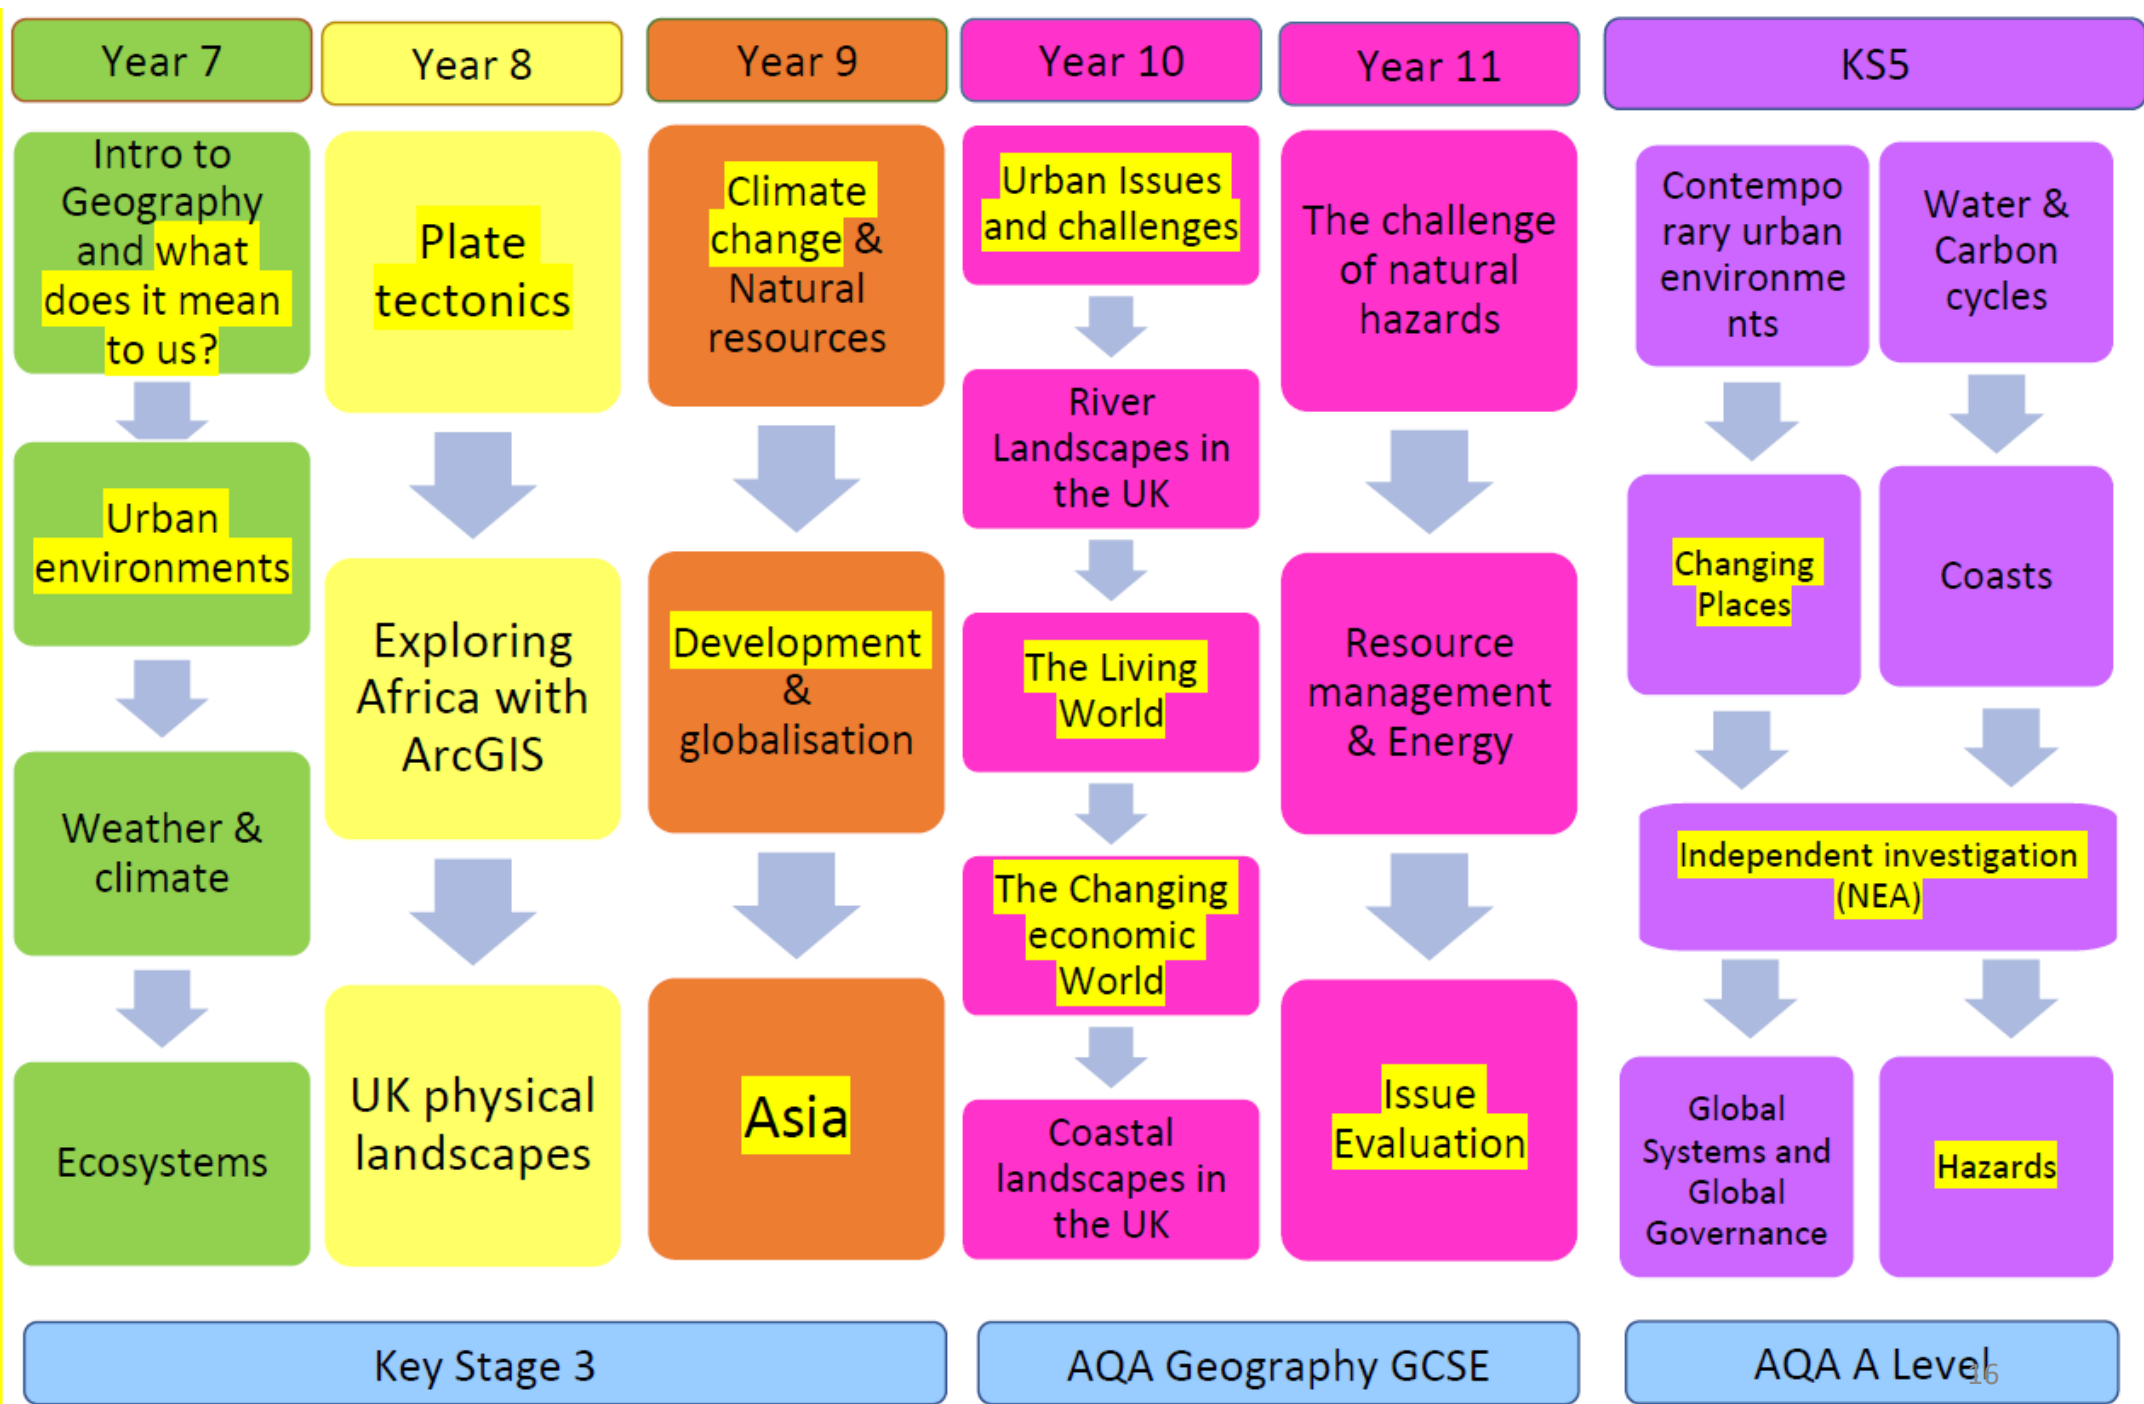 Year 7
Year 8
Year 9
Year 10
Year 11
KS5
Intro to
Geography
and what
does it mean
to us?
Urban
environments
Weather &
climate
Ecosystems
Plate
tectonics
Exploring
Africa with
ArcGIS
UK physical
landscapes
Climate
change &
Natural
resources
Development
&
globalisation
Asia
Urban Issues
and challenges
River
Landscapes in
the UK
The Living
World
The Changing
economic
World
Coastal
landscapes in
the UK
The challenge
of natural
hazards
Resource
management
& Energy
Issue
Evaluation
Contempo
rary urban
environme
nts
Changing
Places
Water &
Carbon
cycles
Coasts
Independent investigation
(NEA)
Global
Systems and
Global
Governance
Hazards
Key Stage 3
AQA Geography GCSE
AQA A Level
16